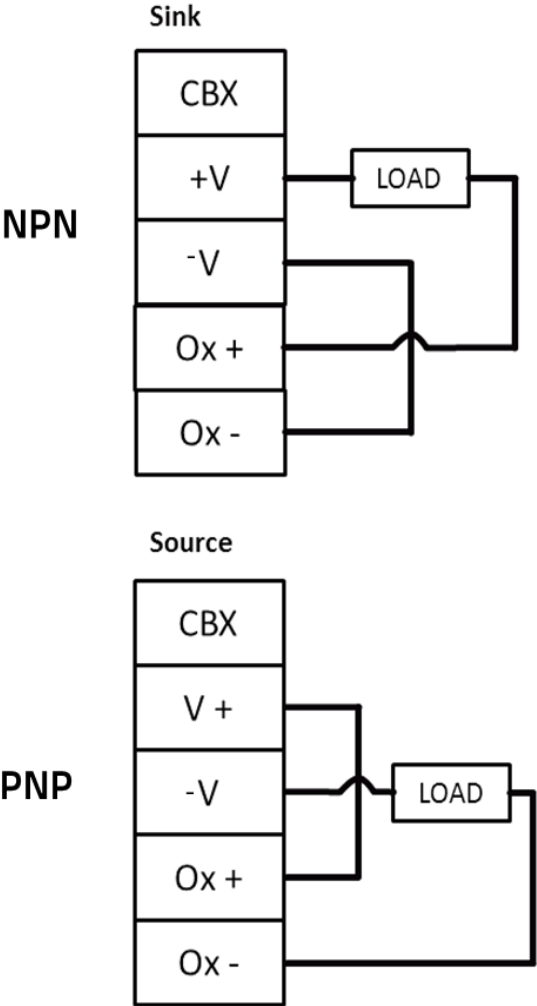 Sink
CBX
+V
LOAD
NPN
-V
Ox +
Ox -
Source
CBX
V +
PNP
-V
LOAD
Ox +
Ox -